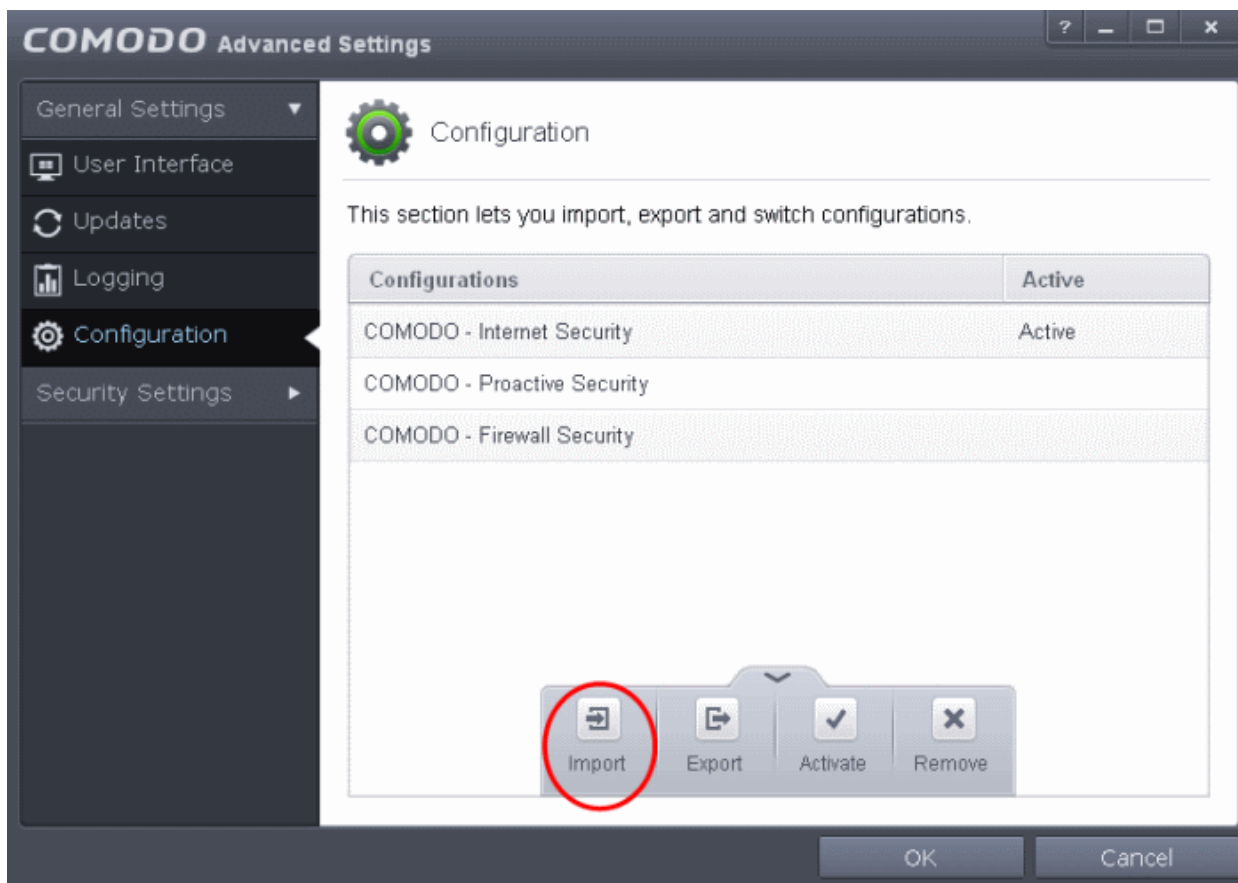 COMODO Advanced Settings
?
General Settings
User Interface
Updates
Logging
Configuration
Security Settings
Configuration
This section lets you import, export and switch configurations.
Configurations Active
COMODO - Internet Security Active
COMODO - Proactive Security
COMODO - Firewall Security
Import Export Activate Remove
OK Cancel